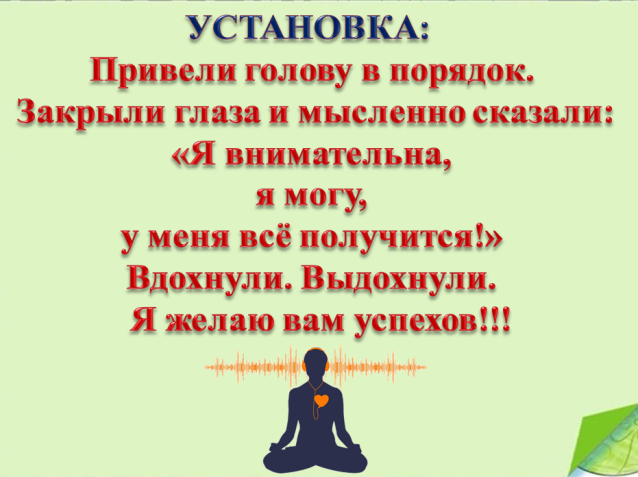 УСТАНОВКА:
Привели голову в порядок.
Закрыли глаза и мысленно сказали:
«Я внимательна,
я могу,
у меня всё получится!»
Вдохнули. Выдохнули.
Я желаю вам успехов!!!